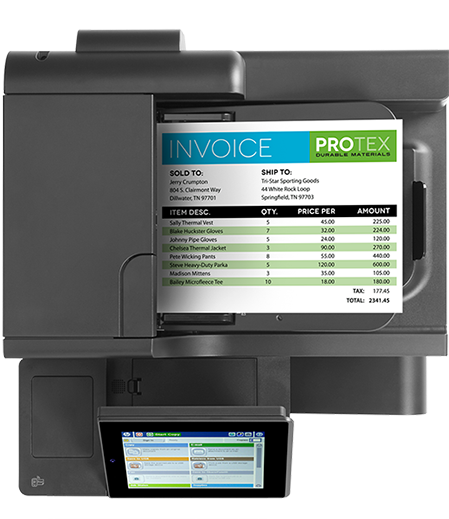 INVOICE
PROTEX
DURABLE MATERIALS
SOLD TO: SHIP TO:
Jerry Crumpton Tri-Star Sporting Goods
804 S. Clairmont Way 44 White Rock Loop
Dillwater, TN 97701 Springfield, TN 97703
ITEM DESC. QTY. PRICE PER AMOUNT
Sally Thermal Vest 5 45.00 225.00
Blake Huckster Gloves 7 32.00 224.00
Johnny Pipe Gloves 5 24.00 120.00
Chelsea Thermal Jacket 3 90.00 270.00
Pete Wicking Pants 8 55.00 440.00
Steve Heavy-Duty Parka 5 120.00 600.00
Madison Mittens 3 35.00 105.00
Bailey Microfleece Tee 10 18.00 180.00
TAX: 177.45
TOTAL: 2341.45